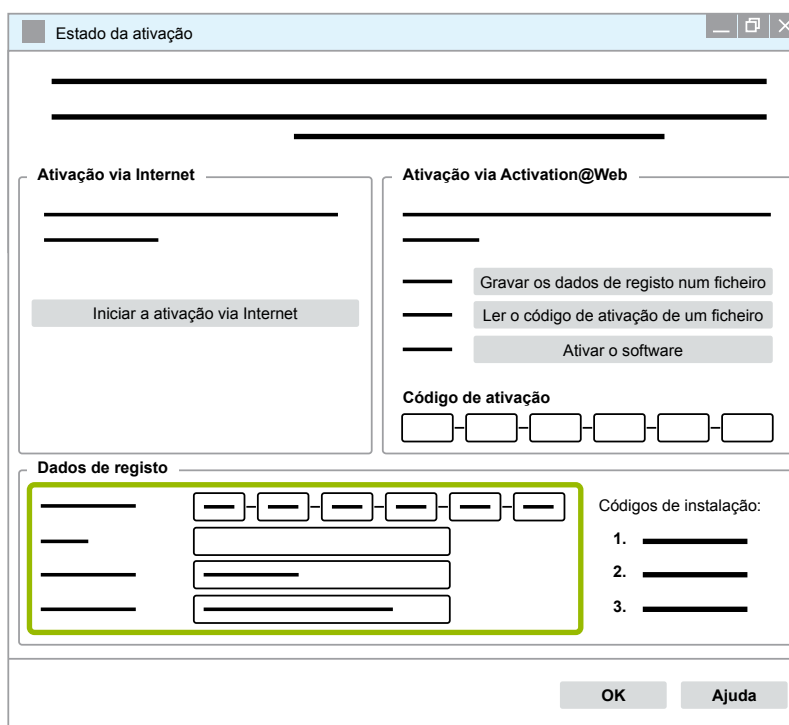 Estado da ativação
Ativação via Internet
Iniciar a ativação via Internet
Ativação via Activation@Web
Gravar os dados de registo num ficheiro
Ler o código de ativação de um ficheiro
Ativar o software
Código de ativação
Dados de registo
Códigos de instalação:
1.
2.
3.
OK
Ajuda